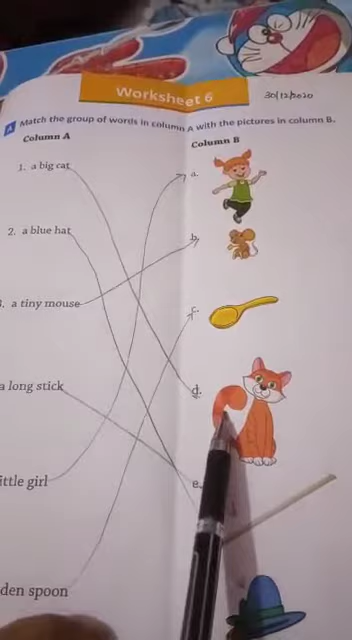 Worksheet 6
30/12/2020
A Match the group of words in column A with the pictures in column B.
Column A
Column B
1. a big cat
a.
2. a blue hat
b.
3. a tiny mouse
c.
a long stick
d.
ittle girl
e.
den spoon